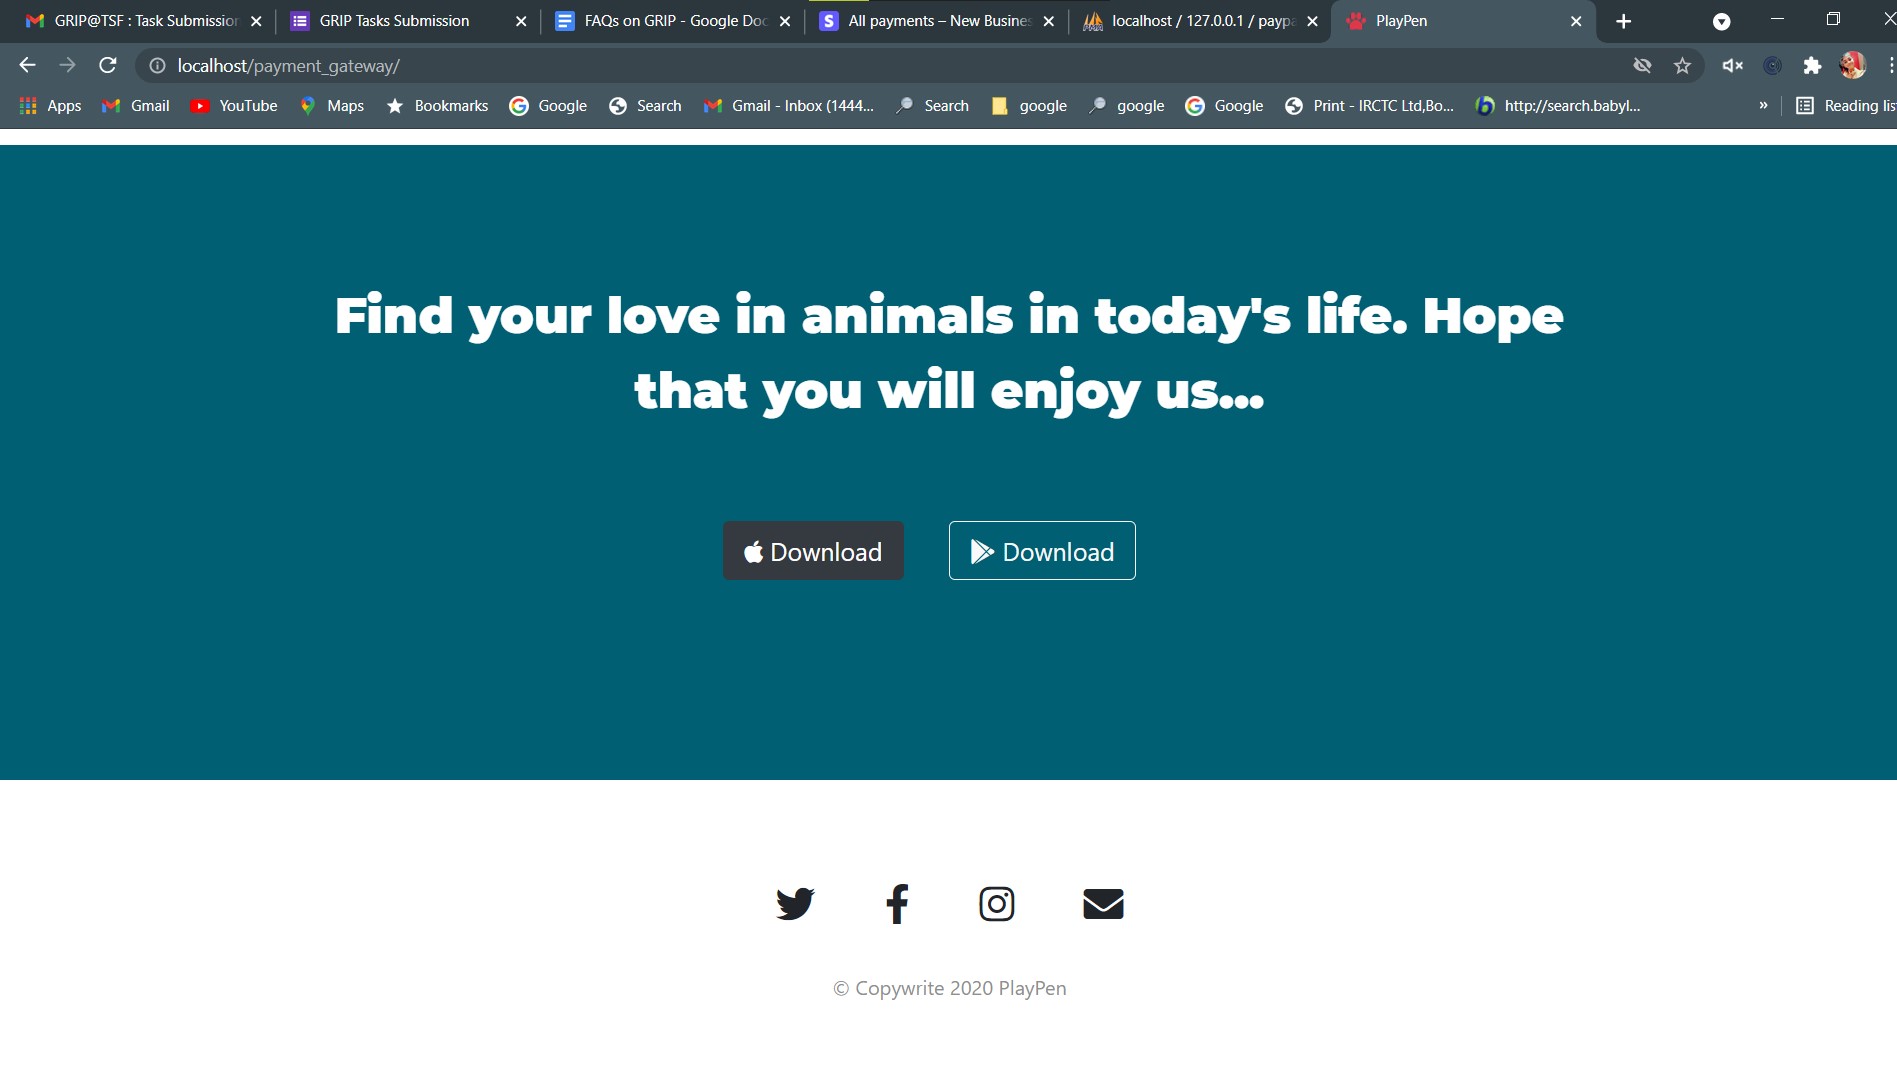 GRIP@TSF : Task Submission
GRIP Tasks Submission
FAQs on GRIP - Google Doc
All payments – New Busines
localhost / 127.0.0.1 / paypa
PlayPen
localhost/payment_gateway/
Apps
Gmail
YouTube
Maps
Bookmarks
Google
Search
Gmail - Inbox (1444...
Search
google
google
Google
Print - IRCTC Ltd,Bo...
http://search.babyl...
»
Reading lis
Find your love in animals in today's life. Hope
that you will enjoy us...
Download
Download
© Copywrite 2020 PlayPen